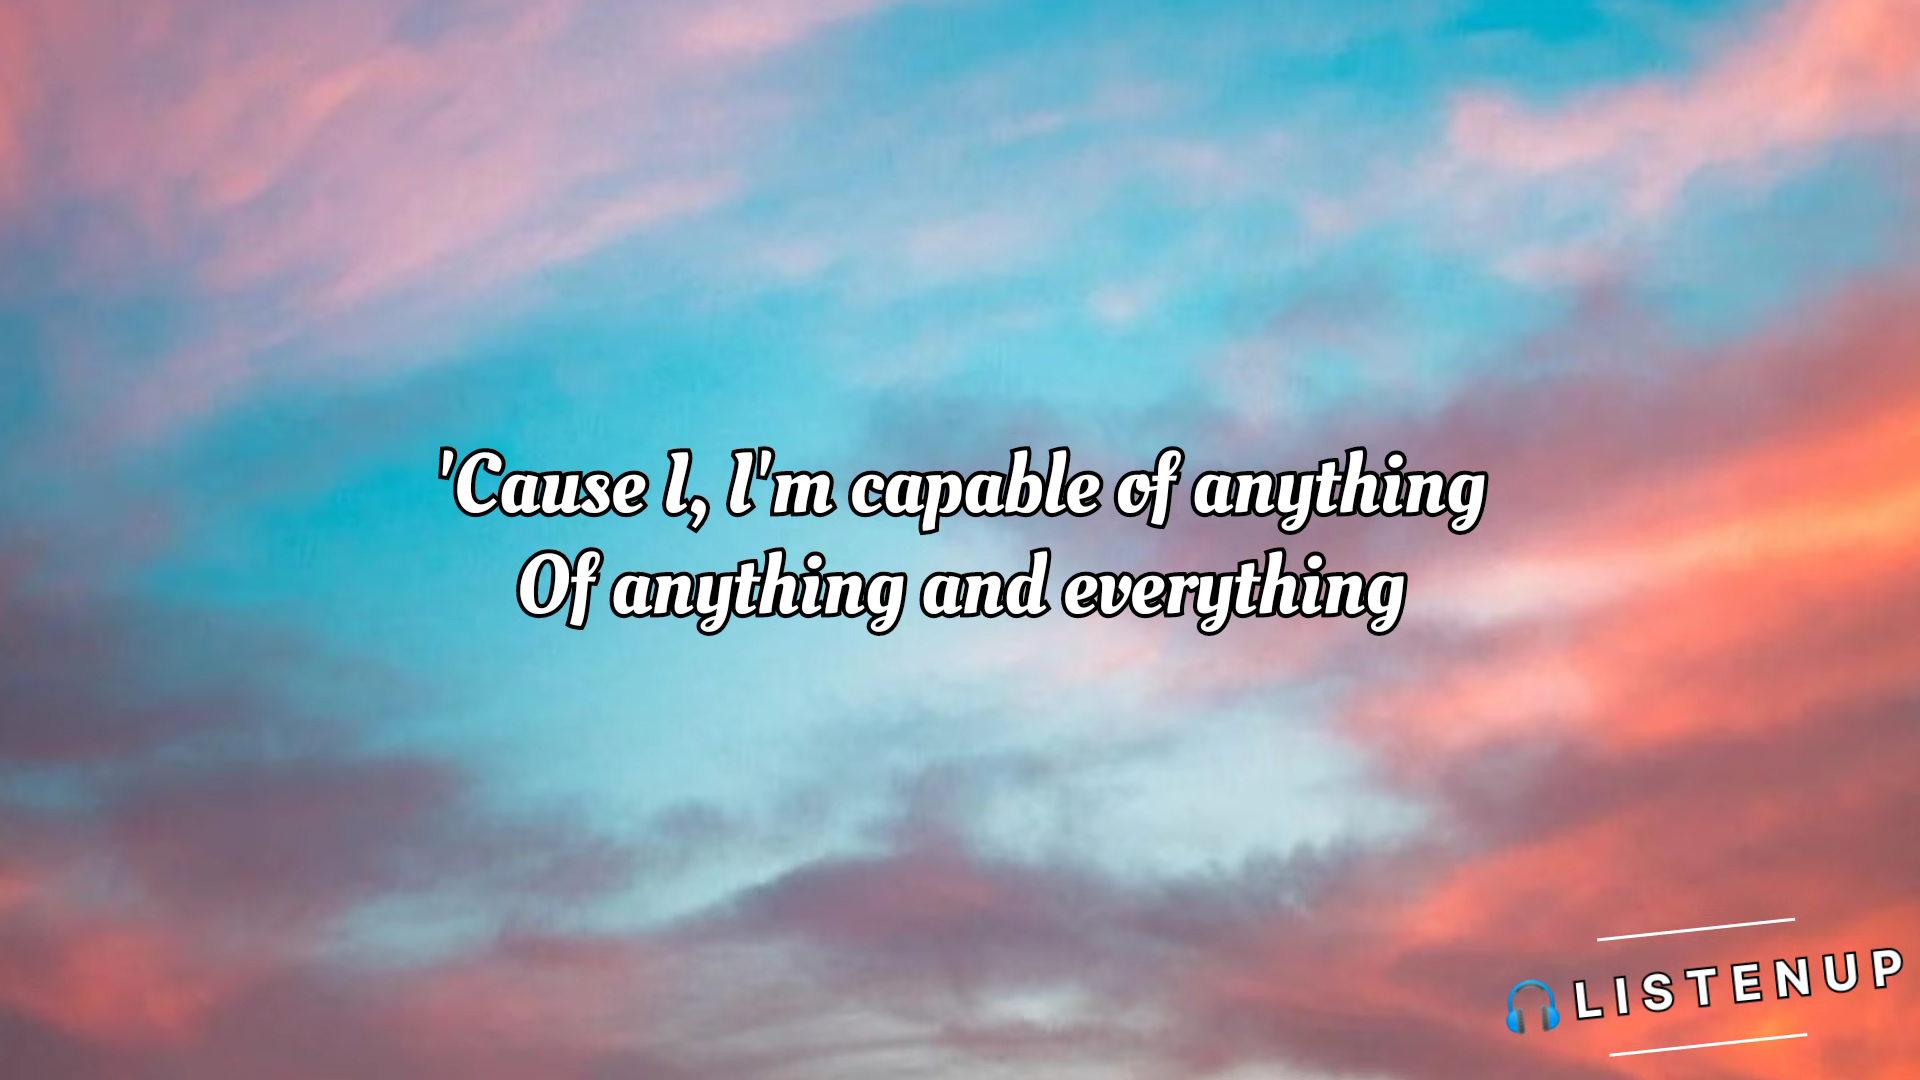 'Cause I, I'm capable of anything
Of anything and everything
LISTENUP